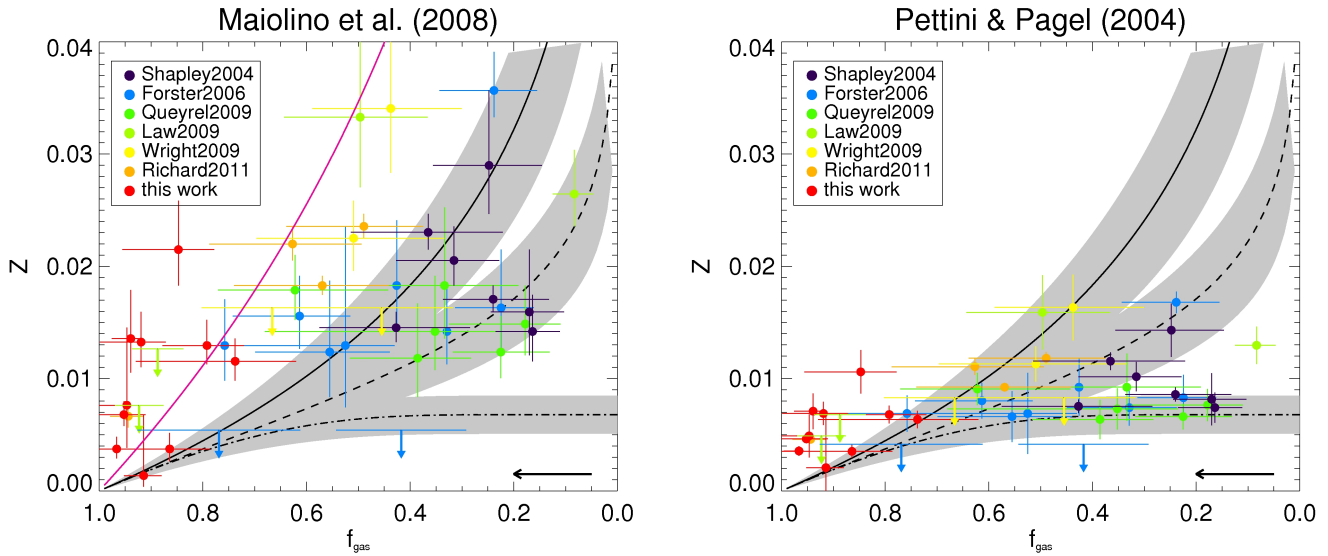 Maiolino et al. (2008)
0.04
0.03
0.02
0.01
0.00
Z
Shapley2004
Forster2006
Queyrel2009
Law2009
Wright2009
Richard2011
this work
1.0 0.8 0.6 0.4 0.2 0.0
fgas
Pettini & Pagel (2004)
0.04
0.03
0.02
0.01
0.00
Z
Shapley2004
Forster2006
Queyrel2009
Law2009
Wright2009
Richard2011
this work
1.0 0.8 0.6 0.4 0.2 0.0
fgas